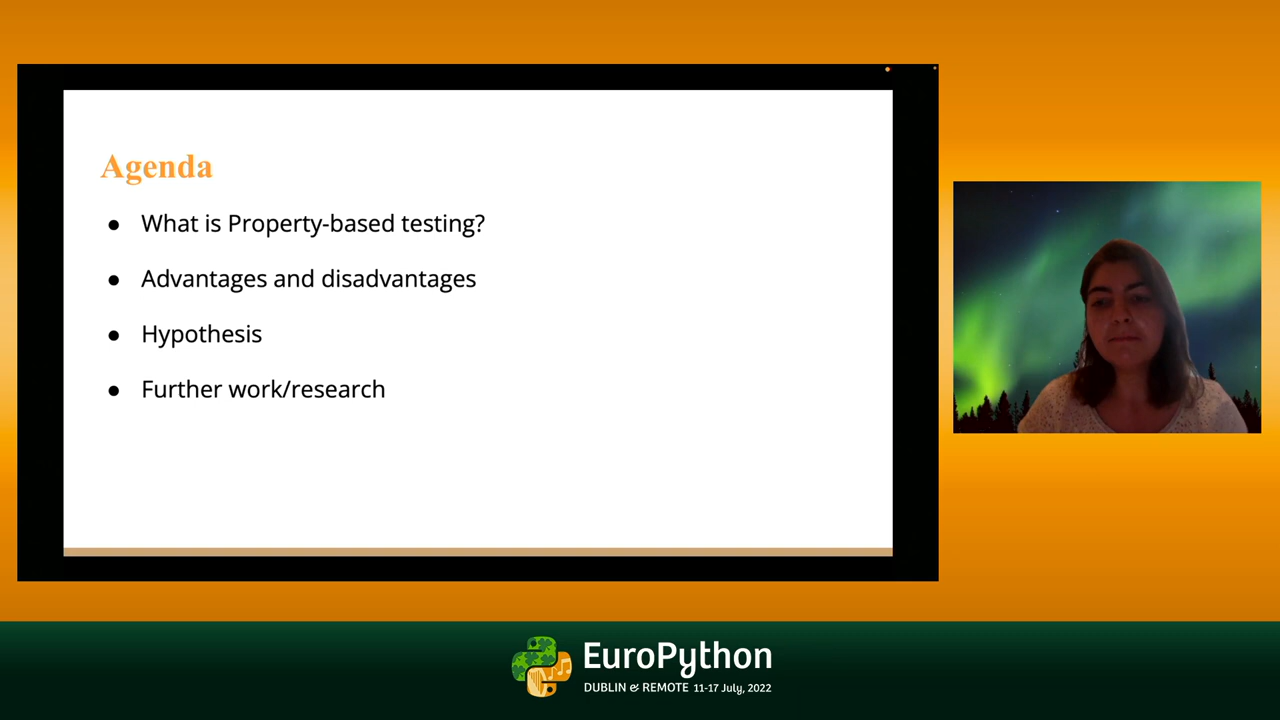 Agenda
● What is Property-based testing?
● Advantages and disadvantages
● Hypothesis
● Further work/research
EuroPython
DUBLIN & REMOTE 11-17 July, 2022